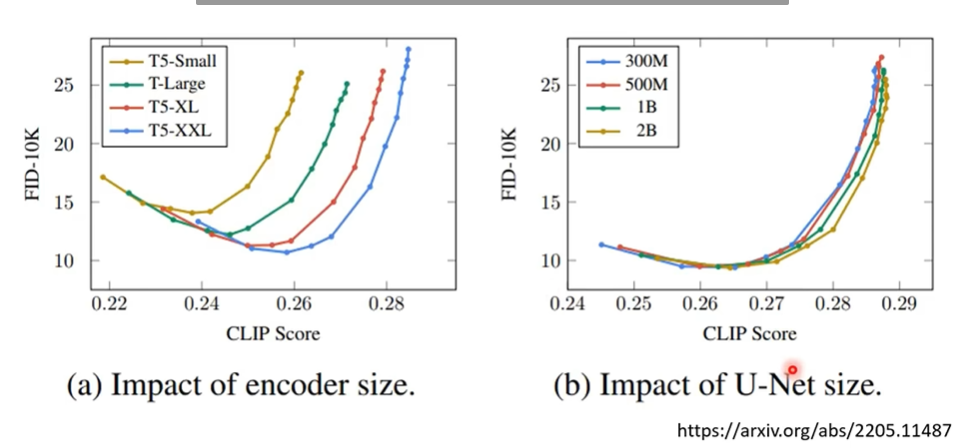 T5-Small
T-Large
T5-XL
T5-XXL
25
20
15
10
FID-10K
0.22
0.24
0.26
0.28
CLIP Score
(a) Impact of encoder size.
300M
500M
1B
2B
25
20
15
10
FID-10K
0.24
0.25
0.26
0.27
0.28
0.29
CLIP Score
(b) Impact of U-Net size.
https://arxiv.org/abs/2205.11487